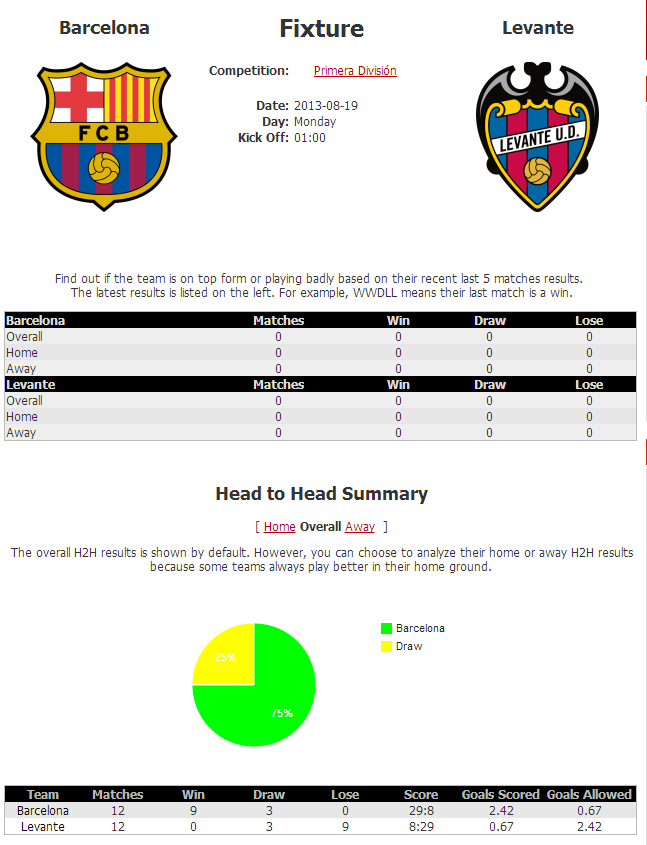 Barcelona Fixture Levante
Competition: Primera División
Date: 2013-08-19
Day: Monday
Kick Off: 01:00
F C B
LEVANTE U.D.
Find out if the team is on top form or playing badly based on their recent last 5 matches results.
The latest results is listed on the left. For example, WWDLL means their last match is a win.
Barcelona Matches Win Draw Lose
Overall 0 0 0 0
Home 0 0 0 0
Away 0 0 0 0
Levante Matches Win Draw Lose
Overall 0 0 0 0
Home 0 0 0 0
Away 0 0 0 0
Head to Head Summary
[ Home Overall Away ]
The overall H2H results is shown by default. However, you can choose to analyze their home or away H2H results
because some teams always play better in their home ground.
Barcelona
Draw
25%
75%
Team Matches Win Draw Lose Score Goals Scored Goals Allowed
Barcelona 12 9 3 0 29:8 2.42 0.67
Levante 12 0 3 9 8:29 0.67 2.42